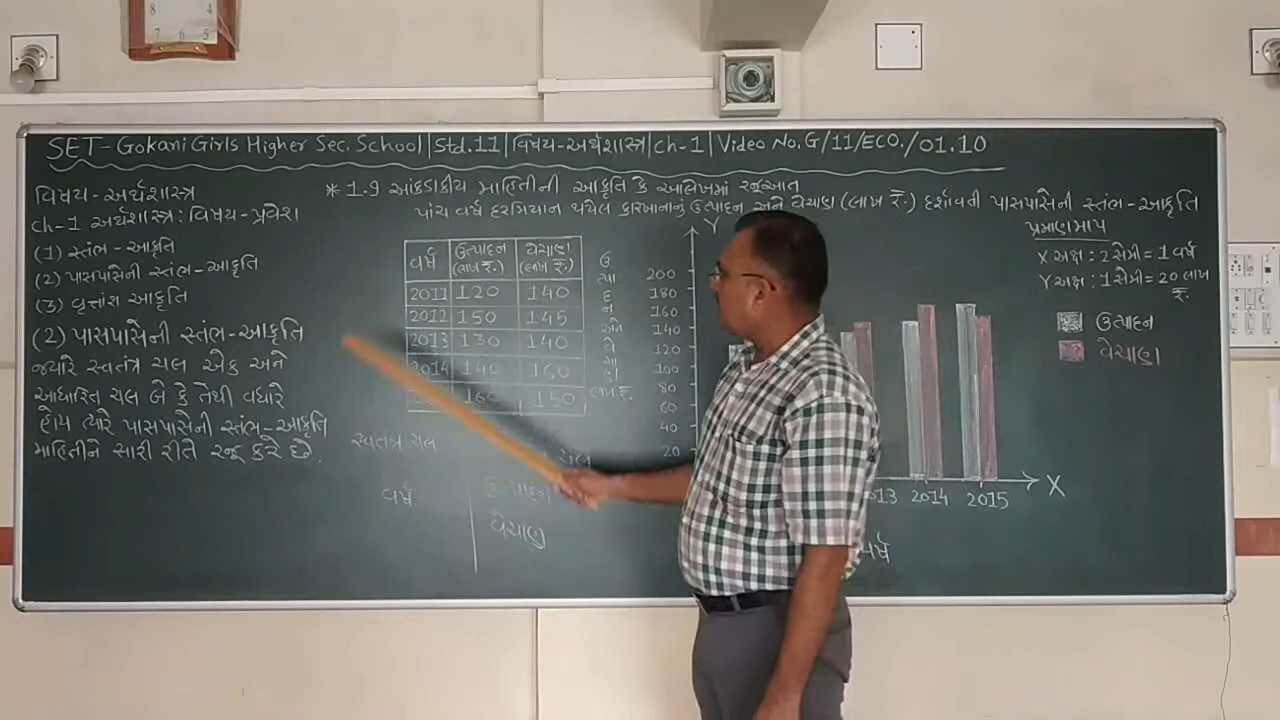 SET-Gokani Girls Higher Sec. School|Std.11|વિષય-અર્થશાસ્ત્ર|ch-1|Video No.G/11/ECO./01.10
વિષય-અર્થશાસ્ત્ર
ch-1 અર્થશાસ્ત્ર : વિષય-પ્રવેશ
(1) સ્તંભ-આકૃતિ
(2) પાસપાસેની સ્તંભ-આકૃતિ
(3) વૃત્તાંશ આકૃતિ
(2) પાસપાસેની સ્તંભ-આકૃતિ
જ્યારે સ્વતંત્ર ચલ એક અને
આધારિત ચલ બે કે તેથી વધારે
હોય ત્યારે પાસપાસેની સ્તંભ-આકૃતિ
માહિતીને સારી રીતે રજૂ કરે છે.
* 1.9 આંકડાકીય માહિતીની આકૃતિ કે આલેખમાં રજૂઆત
પાંચ વર્ષ દરમિયાન થયેલ કારખાનાનું ઉત્પાદન અને વેચાણ (લાખ ₹.) દર્શાવતી પાસપાસેની સ્તંભ-આકૃતિ
વર્ષ ઉત્પાદન (લાખ ₹.) વેચાણ (લાખ ₹.)
2011 120 140
2012 150 145
2013 130 140
2014 140 160
160 150
સ્વતંત્ર ચલ
ચલ
વર્ષ
ઉત્પાદન
વેચાણ
ઉત્પાદન અને વેચાણ લાખ ₹.
Y
200
180
160
140
120
100
80
60
40
20
2014 2015 X
વર્ષ
પ્રમાણમાપ
X અક્ષ : 2 સેમી = 1 વર્ષ
Y અક્ષ : 1 સેમી = 20 લાખ ₹.
ઉત્પાદન
વેચાણ